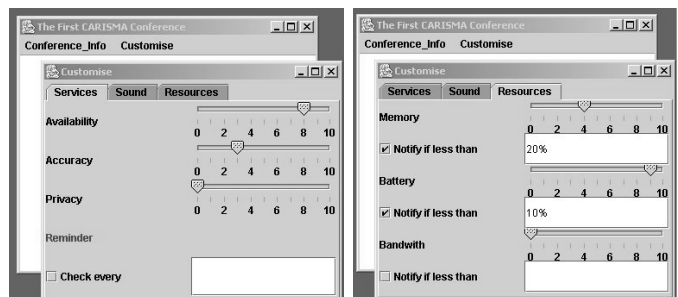 The First CARISMA Conference
Conference_Info Customise
Customise
Services Sound Resources
Availability
0 2 4 6 8 10
Accuracy
0 2 4 6 8 10
Privacy
0 2 4 6 8 10
Reminder
Check every
The First CARISMA Conference
Conference_Info Customise
Customise
Services Sound Resources
Memory
0 2 4 6 8 10
Notify if less than 20%
Battery
0 2 4 6 8 10
Notify if less than 10%
Bandwith
0 2 4 6 8 10
Notify if less than